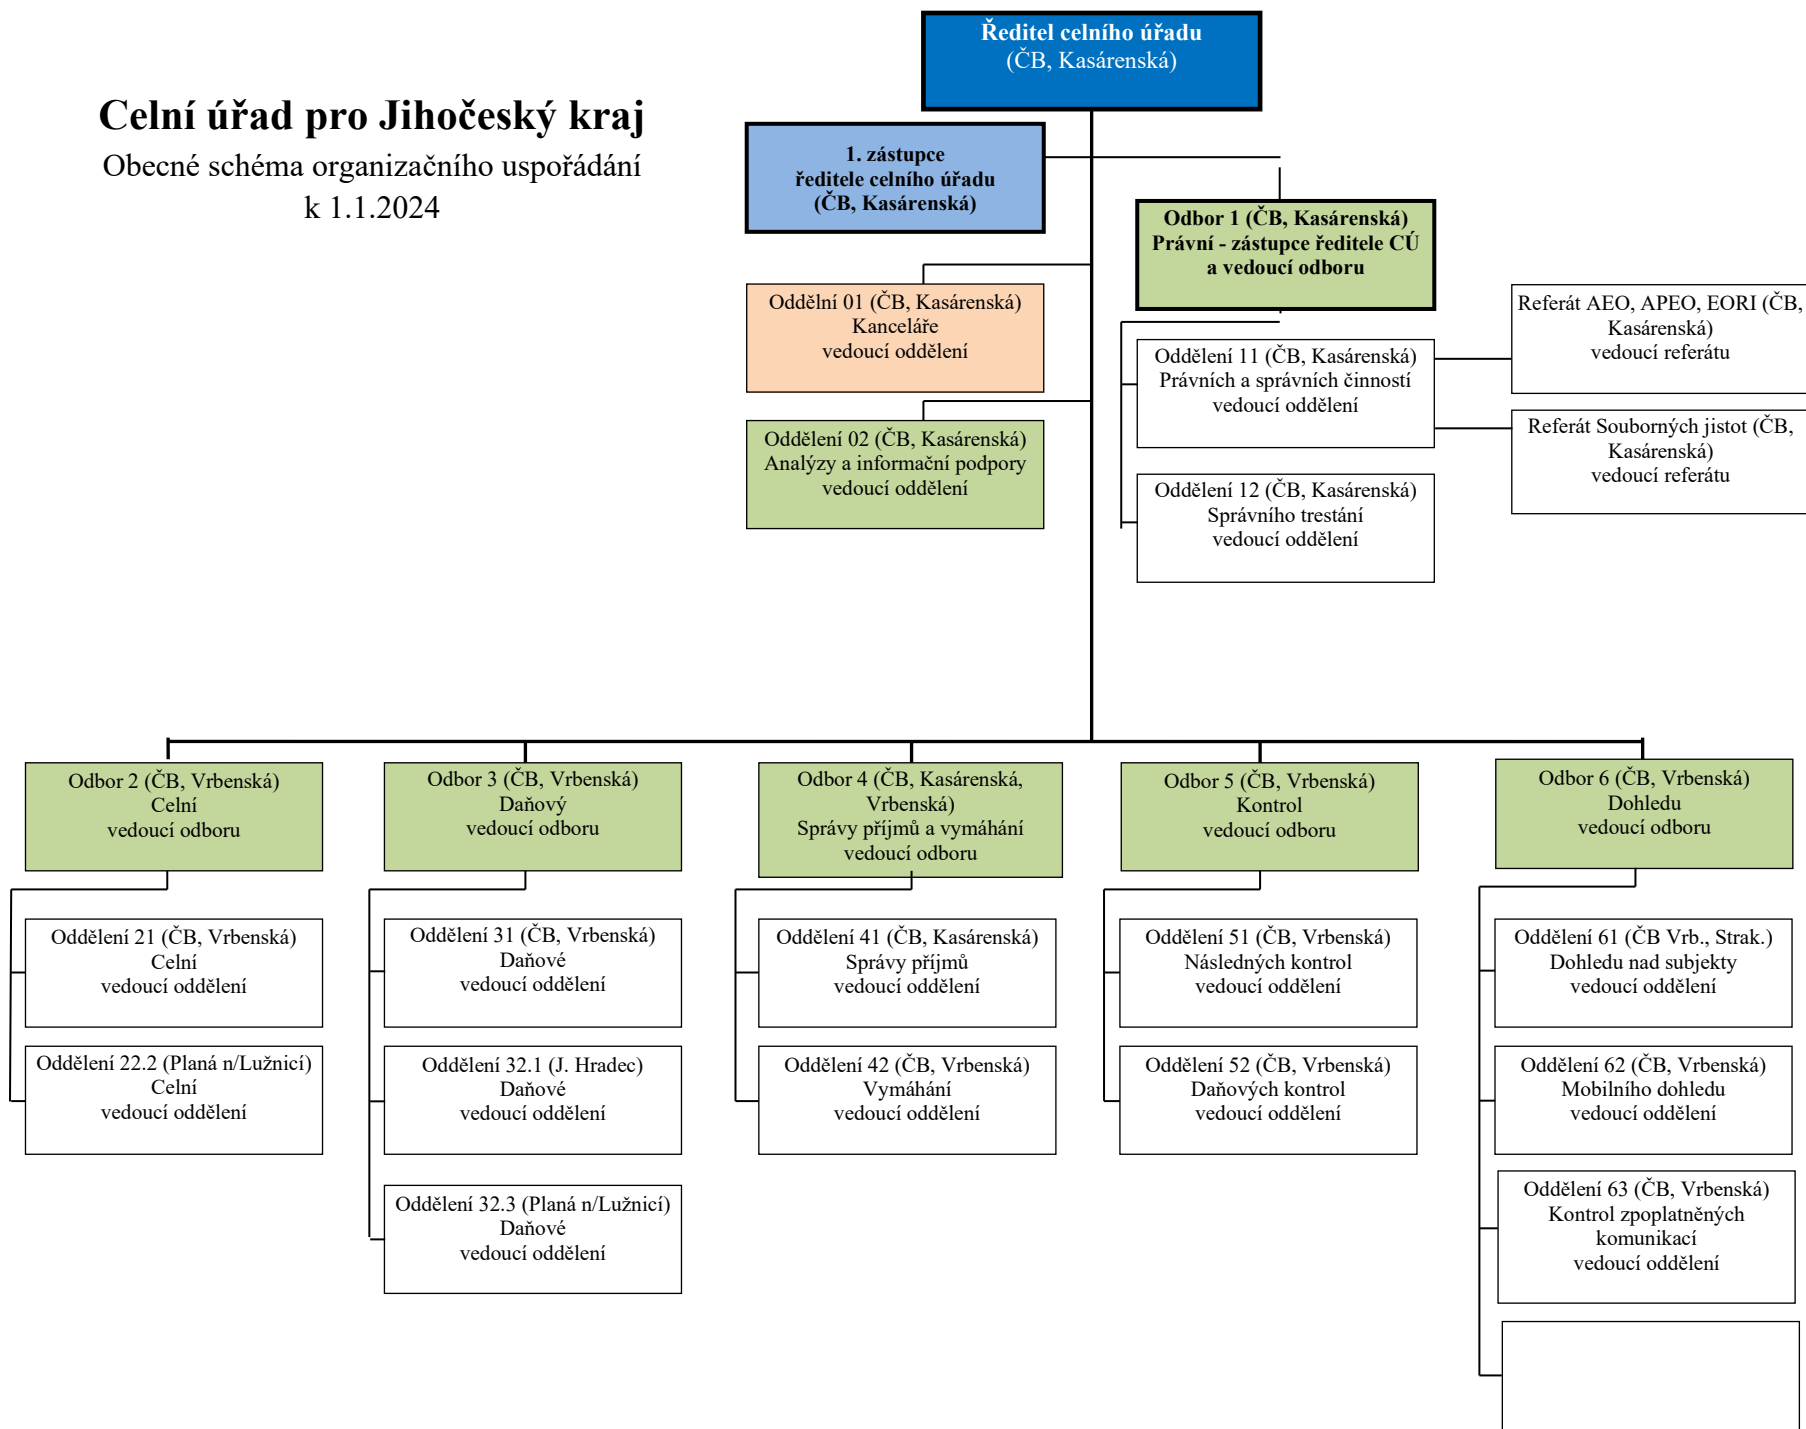 Ředitel celního úřadu
(ČB, Kasárenská)
Celní úřad pro Jihočeský kraj
Obecné schéma organizačního uspořádání
k 1.1.2024
1. zástupce
ředitele celního úřadu
(ČB, Kasárenská)
Odbor 1 (ČB, Kasárenská)
Právní - zástupce ředitele CÚ
a vedoucí odboru
Oddělní 01 (ČB, Kasárenská)
Kanceláře
vedoucí oddělení
Oddělení 02 (ČB, Kasárenská)
Analýzy a informační podpory
vedoucí oddělení
Oddělení 11 (ČB, Kasárenská)
Právních a správních činností
vedoucí oddělení
Oddělení 12 (ČB, Kasárenská)
Správního trestání
vedoucí oddělení
Referát AEO, APEO, EORI (ČB,
Kasárenská)
vedoucí referátu
Referát Souborných jistot (ČB,
Kasárenská)
vedoucí referátu
Odbor 2 (ČB, Vrbenská)
Celní
vedoucí odboru
Odbor 3 (ČB, Vrbenská)
Daňový
vedoucí odboru
Odbor 4 (ČB, Kasárenská,
Vrbenská)
Správy příjmů a vymáhání
vedoucí odboru
Odbor 5 (ČB, Vrbenská)
Kontrol
vedoucí odboru
Odbor 6 (ČB, Vrbenská)
Dohledu
vedoucí odboru
Oddělení 21 (ČB, Vrbenská)
Celní
vedoucí oddělení
Oddělení 31 (ČB, Vrbenská)
Daňové
vedoucí oddělení
Oddělení 41 (ČB, Kasárenská)
Správy příjmů
vedoucí oddělení
Oddělení 51 (ČB, Vrbenská)
Následných kontrol
vedoucí oddělení
Oddělení 61 (ČB Vrb., Strak.)
Dohledu nad subjekty
vedoucí oddělení
Oddělení 22.2 (Planá n/Lužnicí)
Celní
vedoucí oddělení
Oddělení 32.1 (J. Hradec)
Daňové
vedoucí oddělení
Oddělení 42 (ČB, Vrbenská)
Vymáhání
vedoucí oddělení
Oddělení 52 (ČB, Vrbenská)
Daňových kontrol
vedoucí oddělení
Oddělení 62 (ČB, Vrbenská)
Mobilního dohledu
vedoucí oddělení
Oddělení 32.3 (Planá n/Lužnicí)
Daňové
vedoucí oddělení
Oddělení 63 (ČB, Vrbenská)
Kontrol zpoplatněných
komunikací
vedoucí oddělení